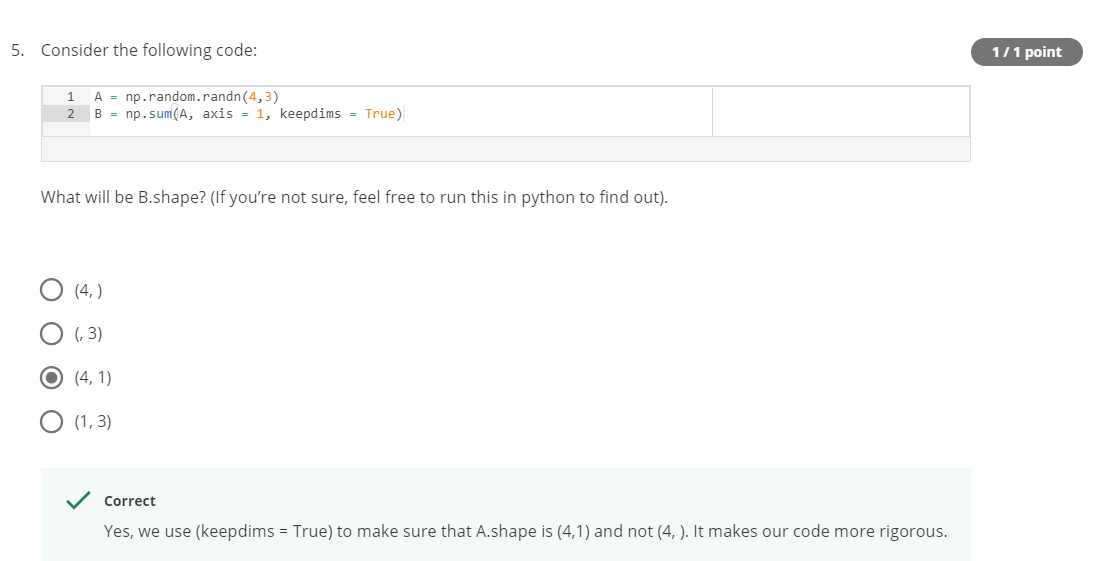 5. Consider the following code:
1 / 1 point
1 A = np.random.randn(4,3)
2 B = np.sum(A, axis = 1, keepdims = True)
What will be B.shape? (If you’re not sure, feel free to run this in python to find out).
(4, )
(, 3)
(4, 1)
(1, 3)
Correct
Yes, we use (keepdims = True) to make sure that A.shape is (4,1) and not (4, ). It makes our code more rigorous.